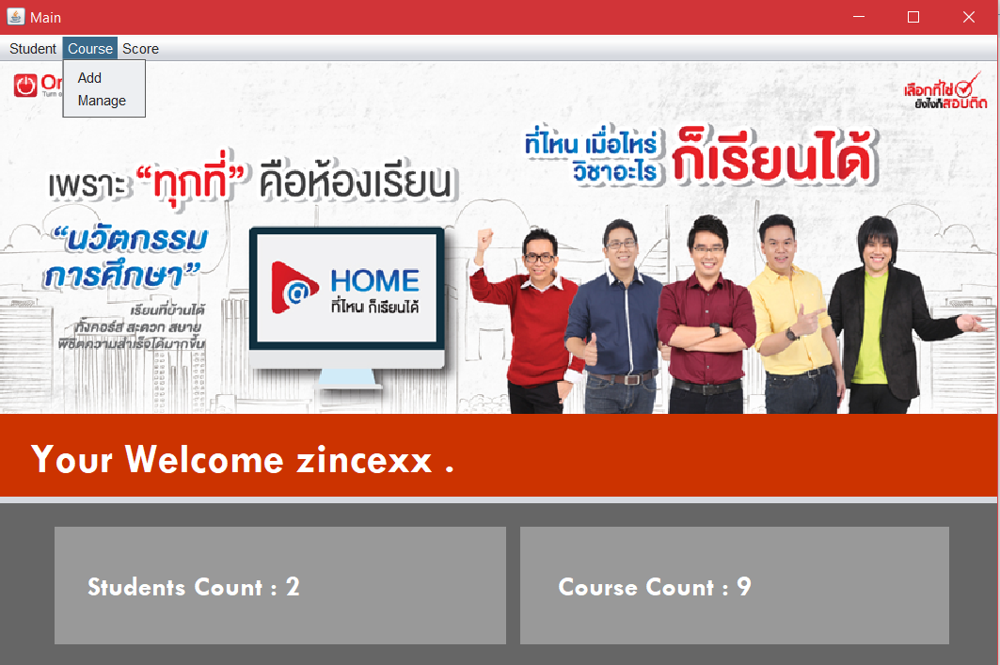 Main
Student Course Score
Add
Manage
Or
เลือกที่ใช่
ยังไงก็สอบติด
ที่ไหน เมื่อไหร่
วิชาอะไร
ก็เรียนได้
เพราะ “ทุกที่” คือห้องเรียน
“นวัตกรรม
การศึกษา”
เรียนที่บ้านได้
ทั้งคอร์ส สะดวก สบาย
พิชิตความสำเร็จได้มากขึ้น
@HOME
ที่ไหน ก็เรียนได้
Your Welcome zincexx .
Students Count : 2
Course Count : 9